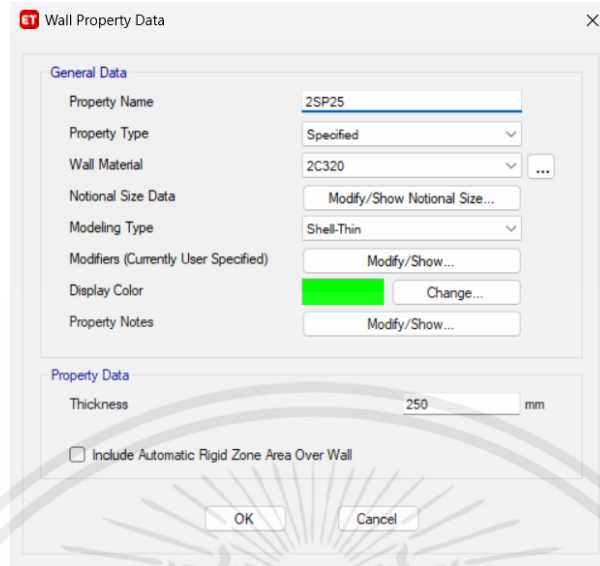 ET Wall Property Data
General Data
Property Name 2SP25
Property Type Specified
Wall Material 2C320 ...
Notional Size Data Modify/Show Notional Size...
Modeling Type Shell-Thin
Modifiers (Currently User Specified) Modify/Show...
Display Color Change...
Property Notes Modify/Show...
Property Data
Thickness 250 mm
Include Automatic Rigid Zone Area Over Wall
OK Cancel